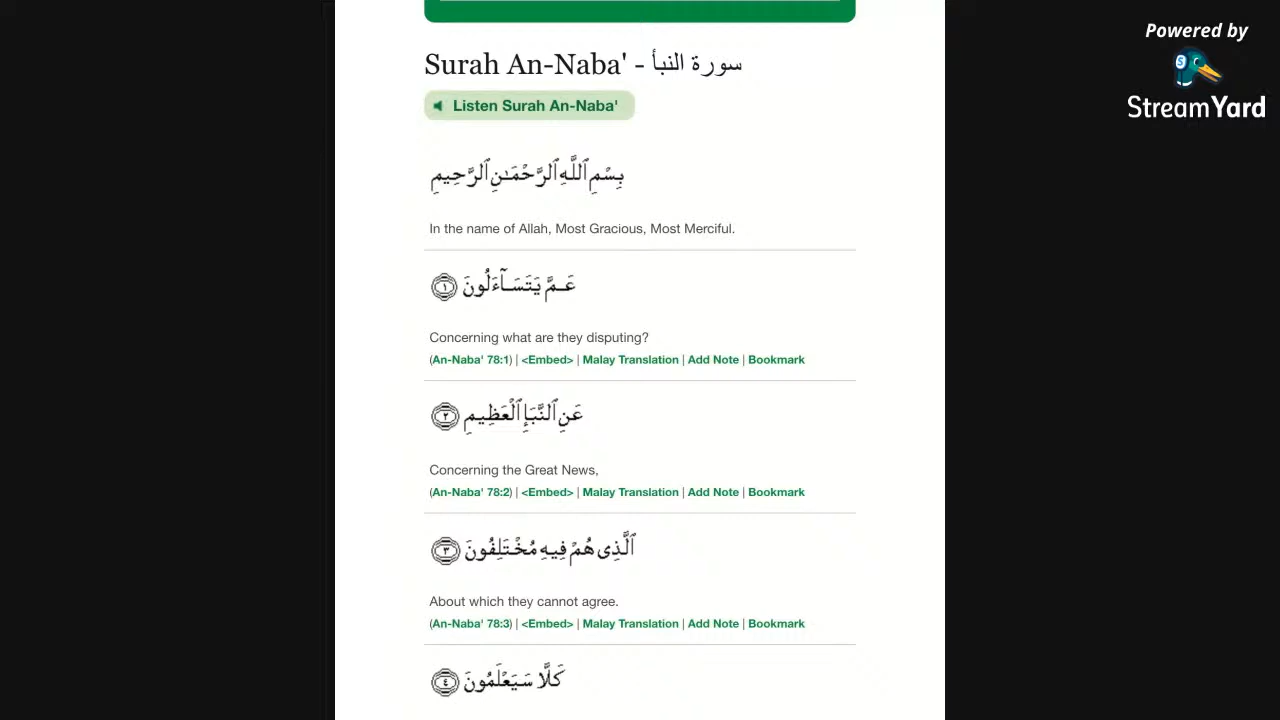 Powered by
StreamYard
Surah An-Naba' - سورة النبأ
Listen Surah An-Naba'
بِسْمِ ٱللَّهِ ٱلرَّحْمَـٰنِ ٱلرَّحِيمِ
In the name of Allah, Most Gracious, Most Merciful.
عَمَّ يَتَسَآءَلُونَ ﴿١﴾
Concerning what are they disputing?
(An-Naba' 78:1) | <Embed> | Malay Translation | Add Note | Bookmark
عَنِ ٱلنَّبَإِ ٱلْعَظِيمِ ﴿٢﴾
Concerning the Great News,
(An-Naba' 78:2) | <Embed> | Malay Translation | Add Note | Bookmark
ٱلَّذِى هُمْ فِيهِ مُخْتَلِفُونَ ﴿٣﴾
About which they cannot agree.
(An-Naba' 78:3) | <Embed> | Malay Translation | Add Note | Bookmark
كَلَّا سَيَعْلَمُونَ ﴿٤﴾